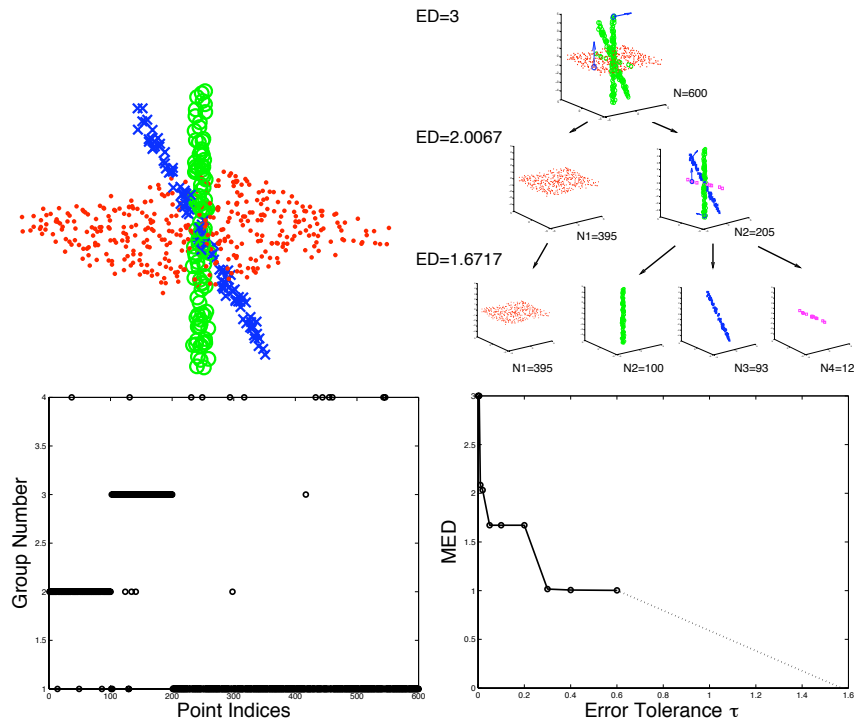 ED=3
N=600
ED=2.0067
N1=395
N2=205
ED=1.6717
N1=395
N2=100
N3=93
N4=12
4
3.5
3
2.5
2
1.5
1
0 100 200 300 400 500 600
Group Number
Point Indices
3
2.5
2
1.5
1
0.5
0
0 0.2 0.4 0.6 0.8 1 1.2 1.4 1.6
MED
Error Tolerance τ